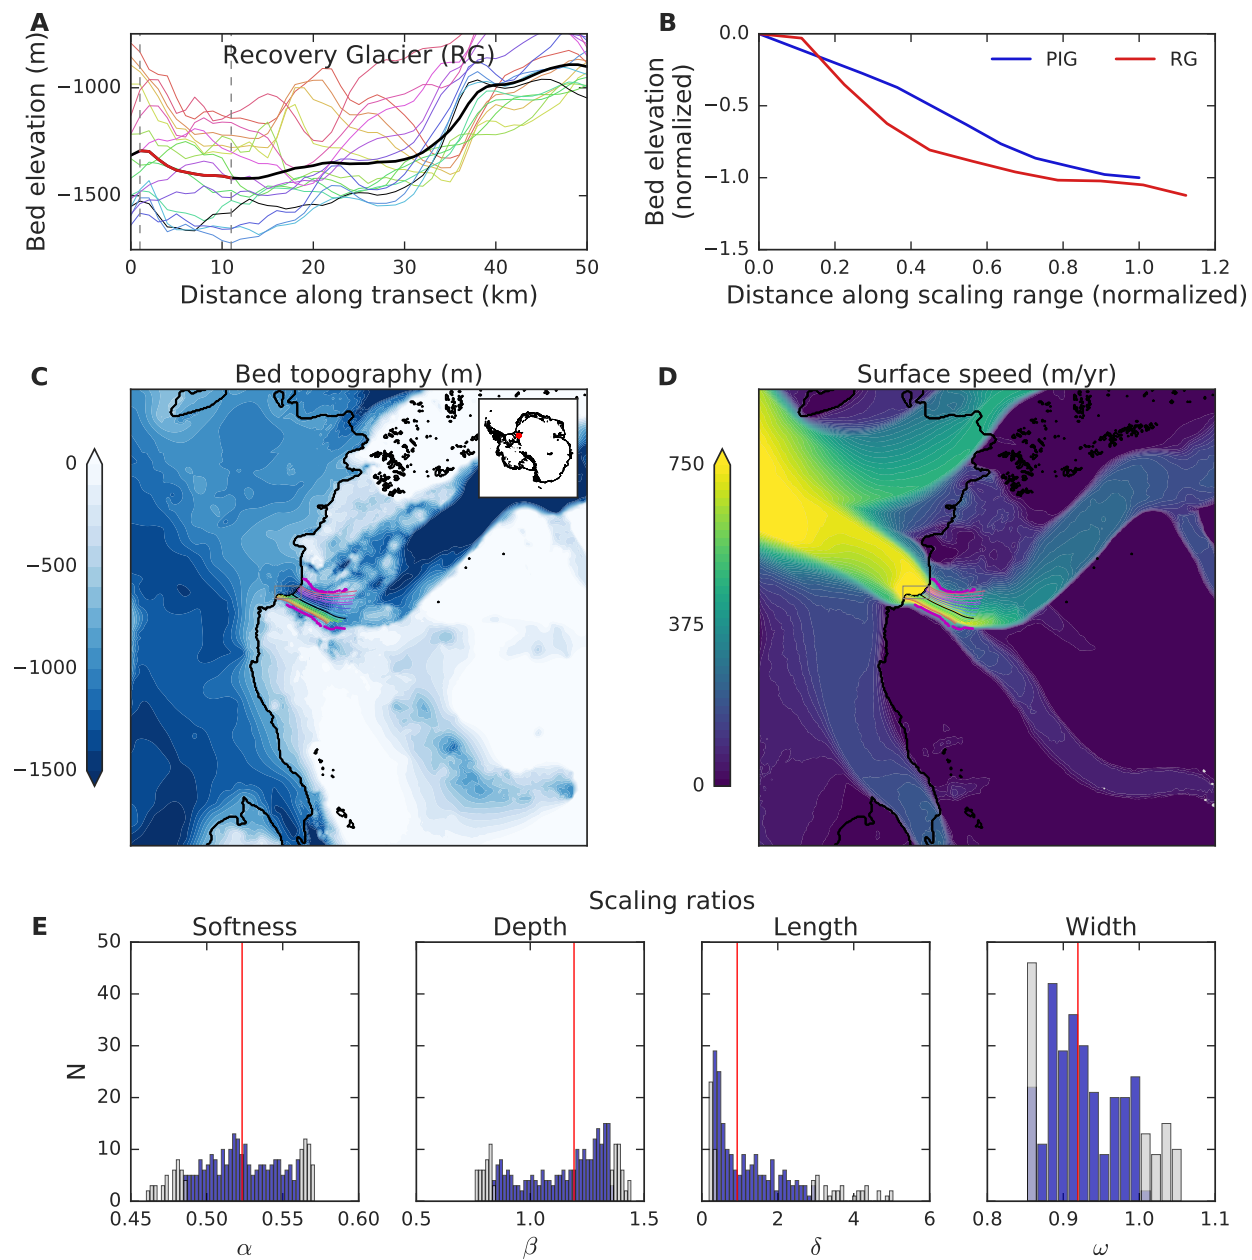 A
Recovery Glacier (RG)
Bed elevation (m)
−1000
−1500
0
10
20
30
40
50
Distance along transect (km)
B
Bed elevation
(normalized)
0.0
−0.5
−1.0
−1.5
PIG
RG
0.0
0.2
0.4
0.6
0.8
1.0
1.2
Distance along scaling range (normalized)
C
Bed topography (m)
0
−500
−1000
−1500
D
Surface speed (m/yr)
750
375
0
Scaling ratios
E
Softness
N
50
40
30
20
10
0
0.45
0.50
0.55
0.60
α
Depth
0.5
1.0
1.5
β
Length
0
2
4
6
δ
Width
0.8
0.9
1.0
1.1
ω